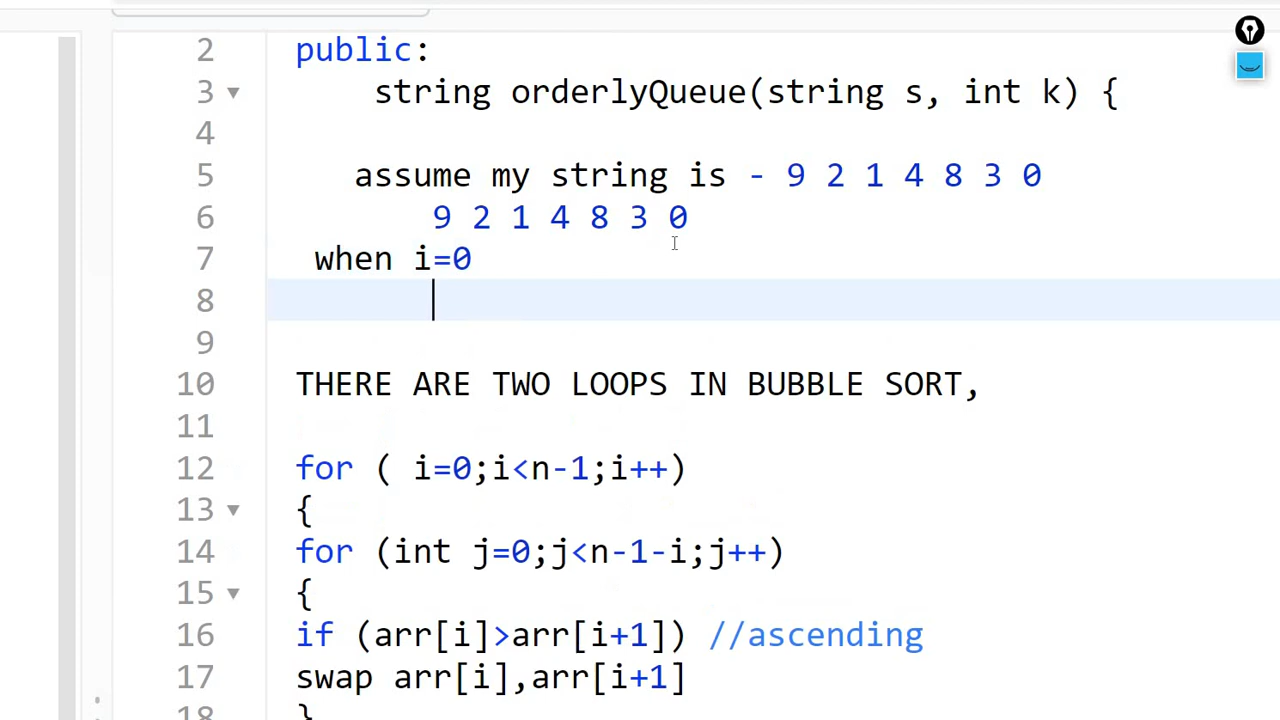 2 public:
3 string orderlyQueue(string s, int k) {
4
5 assume my string is - 9 2 1 4 8 3 0
6 9 2 1 4 8 3 0
7 when i=0
8
9
10 THERE ARE TWO LOOPS IN BUBBLE SORT,
11
12 for ( i=0;i<n-1;i++)
13 {
14 for (int j=0;j<n-1-i;j++)
15 {
16 if (arr[i]>arr[i+1]) //ascending
17 swap arr[i],arr[i+1]
18 }